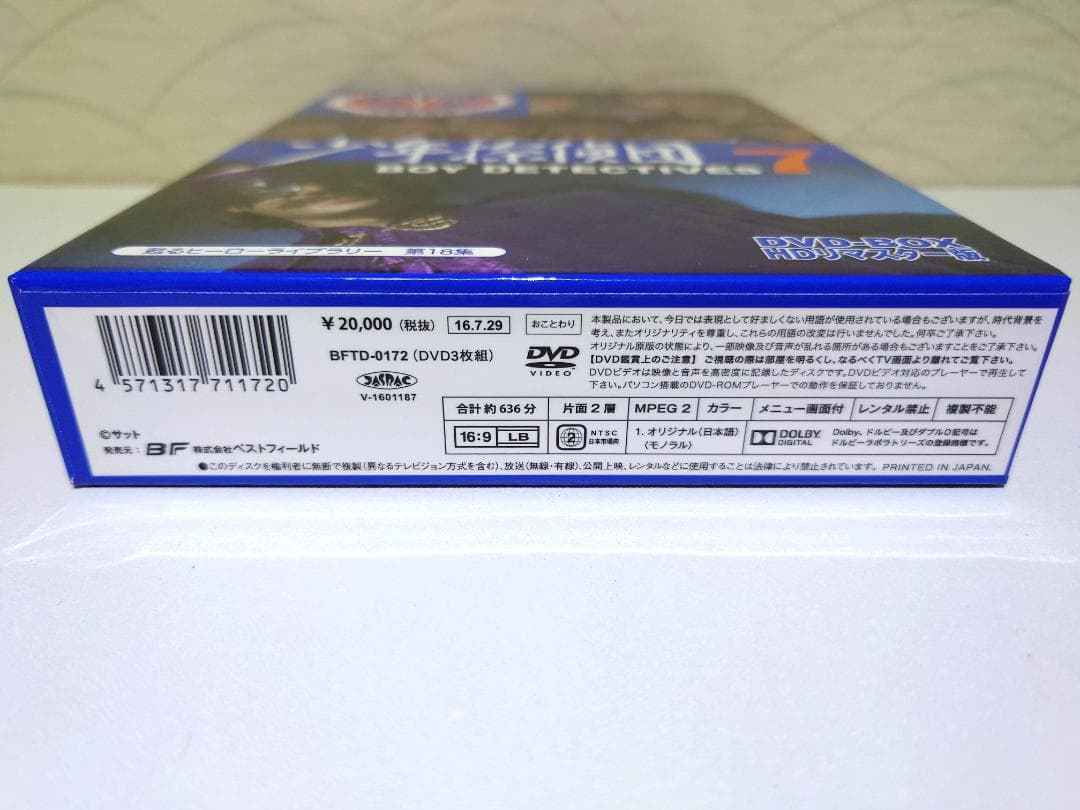 BOY DETECTIVES 7
甦るヒーローライブラリー 第18集
DVD-BOX
HDリマスター版
¥20,000（税抜） 16.7.29
BFTD-0172（DVD3枚組）
JASRAC
V-1601187
4 571317 711720
©サット
発売元： BF 株式会社ベストフィールド
おことわり
DVD
VIDEO
本製品において、今日では表現として好ましくない用語が使用されている場合もございますが、時代背景を
考え、またオリジナリティを尊重し、これらの用語の改変は行いませんでした。何卒ご了承下さい。
オリジナル原版の状態により、一部映像及び音声が乱れる箇所がある場合もございますことをご了承下さい。
【DVD鑑賞上のご注意】 ご視聴の際は部屋を明るくし、なるべくTV画面より離れてご覧下さい。
DVDビデオは映像と音声を高密度に記録したディスクです。DVDビデオ対応のプレーヤーで再生して
下さい。パソコン搭載のDVD-ROMプレーヤーでの動作を保証しておりません。
合計 約636分 片面2層 MPEG 2 カラー メニュー画面付 レンタル禁止 複製不能
16:9 LB 2 NTSC 日本市場向 1. オリジナル（日本語） DOLBY DIGITAL Dolby、ドルビー及びダブルD記号は
（モノラル） ドルビーラボラトリーズの登録商標です。
●このディスクを権利者に無断で複製（異なるテレビジョン方式を含む）、放送（無線・有線）、公開上映、レンタルなどに使用することは法律により禁止されています。 PRINTED IN JAPAN.